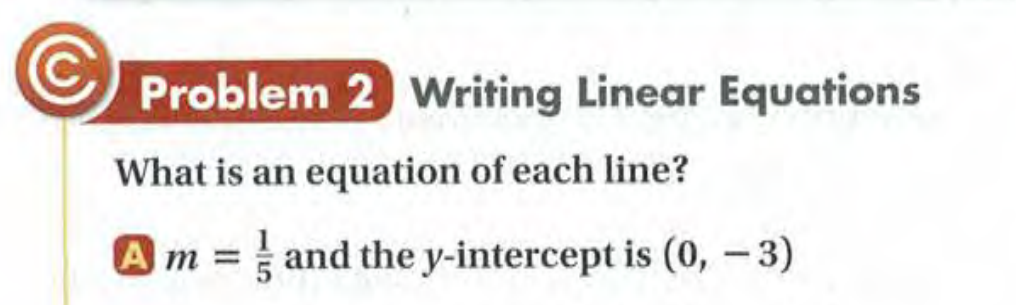 Problem 2 Writing Linear Equations
What is an equation of each line?
A m = 1/5 and the y-intercept is (0, −3)